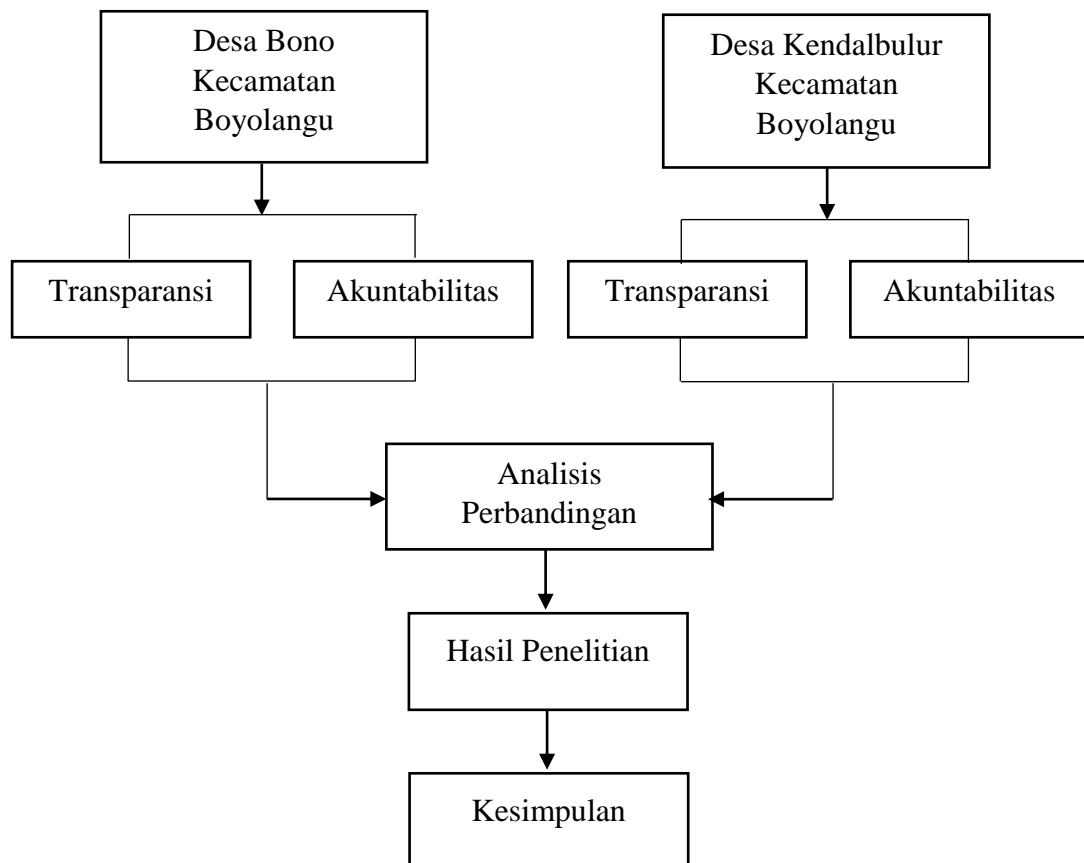 Desa Bono
Kecamatan
Boyolangu
Desa Kendalbulur
Kecamatan
Boyolangu
Transparansi
Akuntabilitas
Transparansi
Akuntabilitas
Analisis
Perbandingan
Hasil Penelitian
Kesimpulan